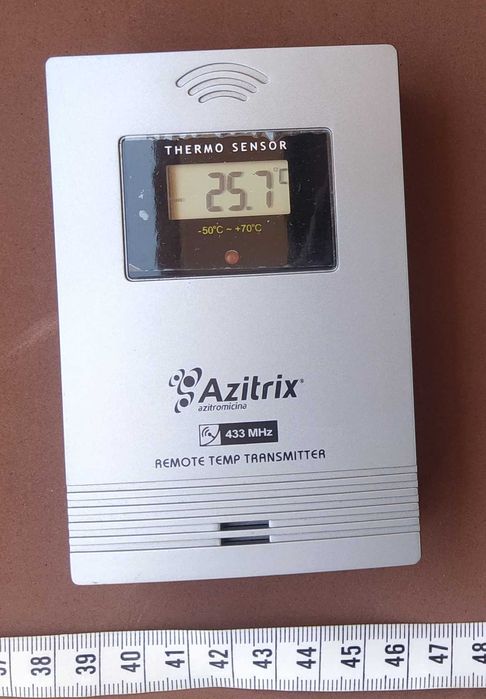 THERMO SENSOR
25.7°C
-50°C ~ +70°C
Azitrix®
azitromicina
433 MHz
REMOTE TEMP TRANSMITTER
37 38 39 40 41 42 43 44 45 46 47 48